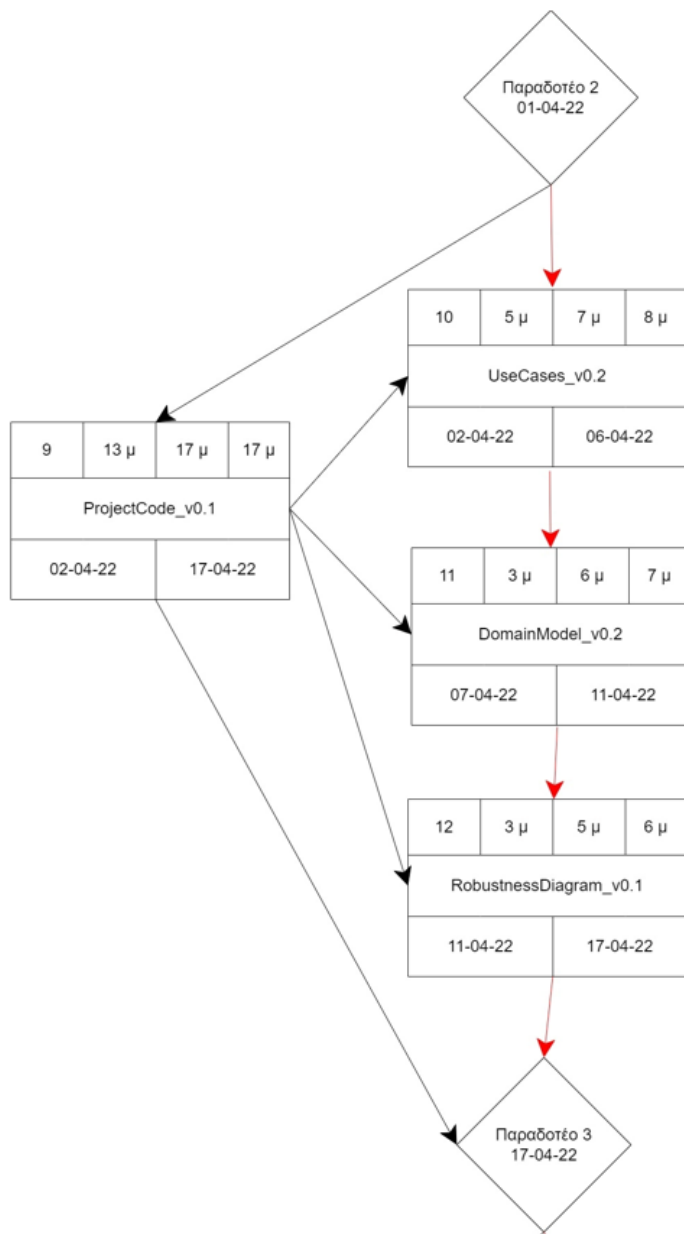 Παραδοτέο 2
01-04-22
10 5 μ 7 μ 8 μ
UseCases_v0.2
02-04-22 06-04-22
9 13 μ 17 μ 17 μ
ProjectCode_v0.1
02-04-22 17-04-22
11 3 μ 6 μ 7 μ
DomainModel_v0.2
07-04-22 11-04-22
12 3 μ 5 μ 6 μ
RobustnessDiagram_v0.1
11-04-22 17-04-22
Παραδοτέο 3
17-04-22